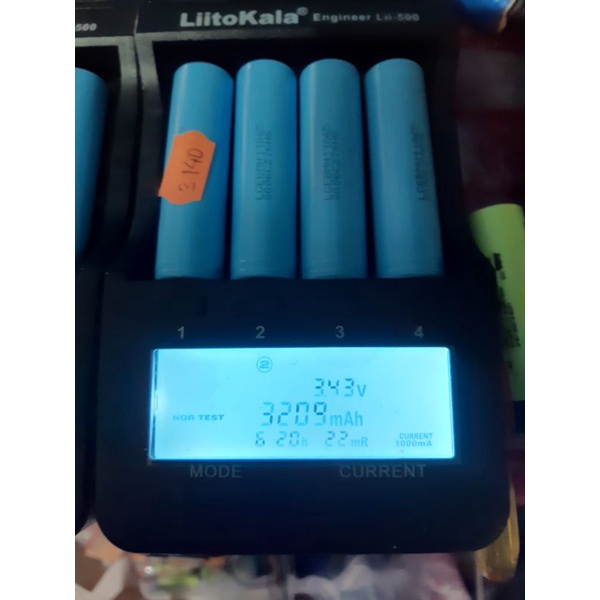 -500
LiitoKala® Engineer Lii-500
3140
1 2 3 4
②
3.43V
NOR TEST 3209mAh
6 20h 22mR CURRENT 1000mA
MODE CURRENT